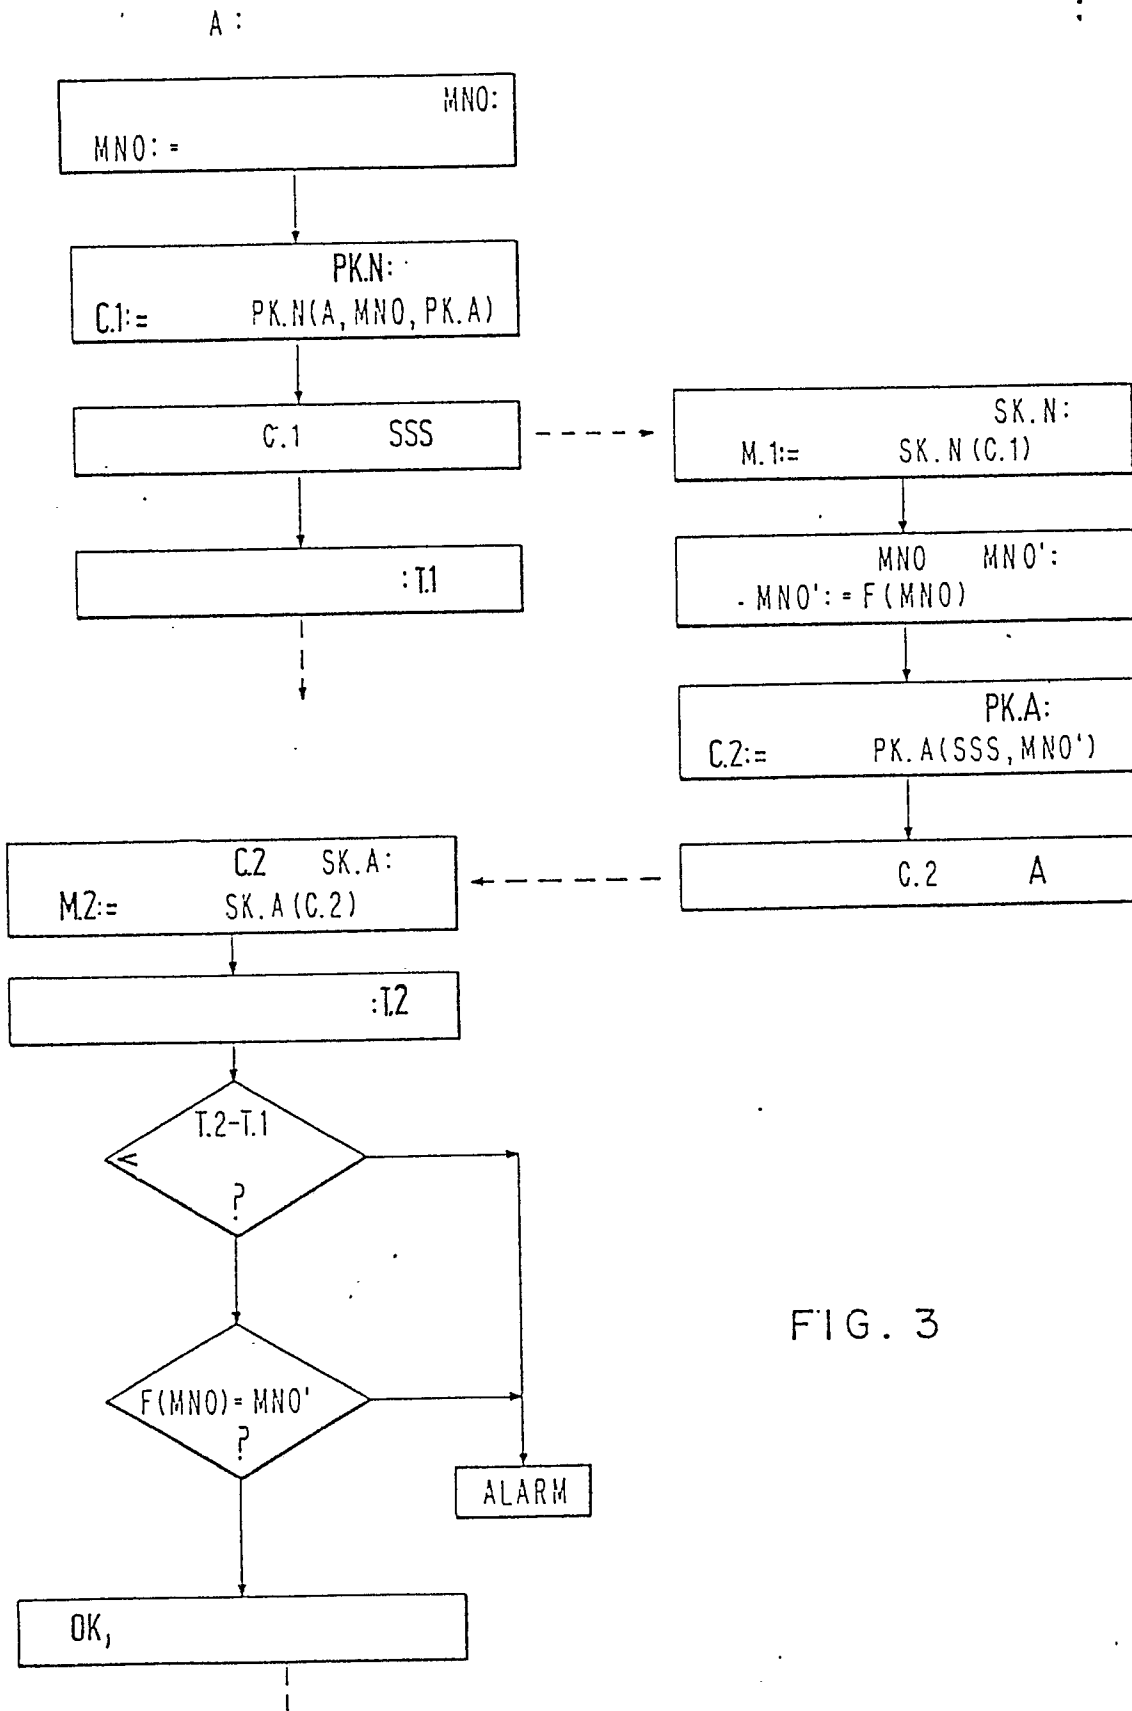 A :
:
MNO:
MNO: =
PK.N:
C.1:= PK.N(A, MNO, PK.A)
C.1 SSS
: T.1
SK.N:
M.1:= SK.N (C.1)
MNO MNO':
- MNO': = F(MNO)
PK.A:
C.2:= PK.A(SSS, MNO')
C.2 A
C.2 SK.A:
M.2:= SK.A (C.2)
:T.2
T.2-T.1
<
?
F(MNO)= MNO'
?
ALARM
OK,
FIG. 3